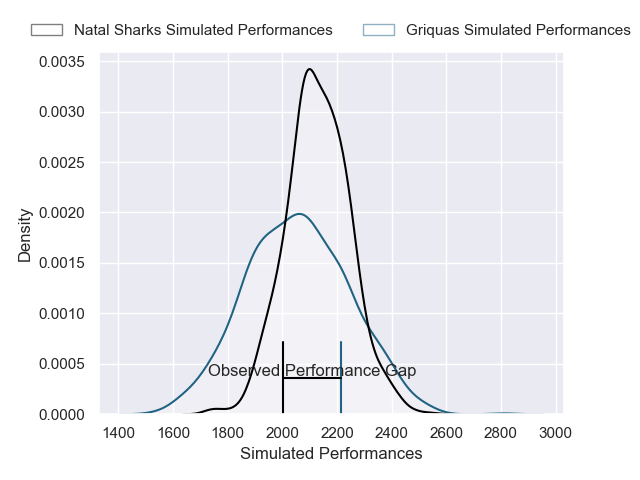 Natal Sharks Simulated Performances
Griquas Simulated Performances
0.0035
0.0030
0.0025
0.0020
0.0015
0.0010
0.0005
0.0000
Density
Observed Performance Gap
1400 1600 1800 2000 2200 2400 2600 2800 3000
Simulated Performances